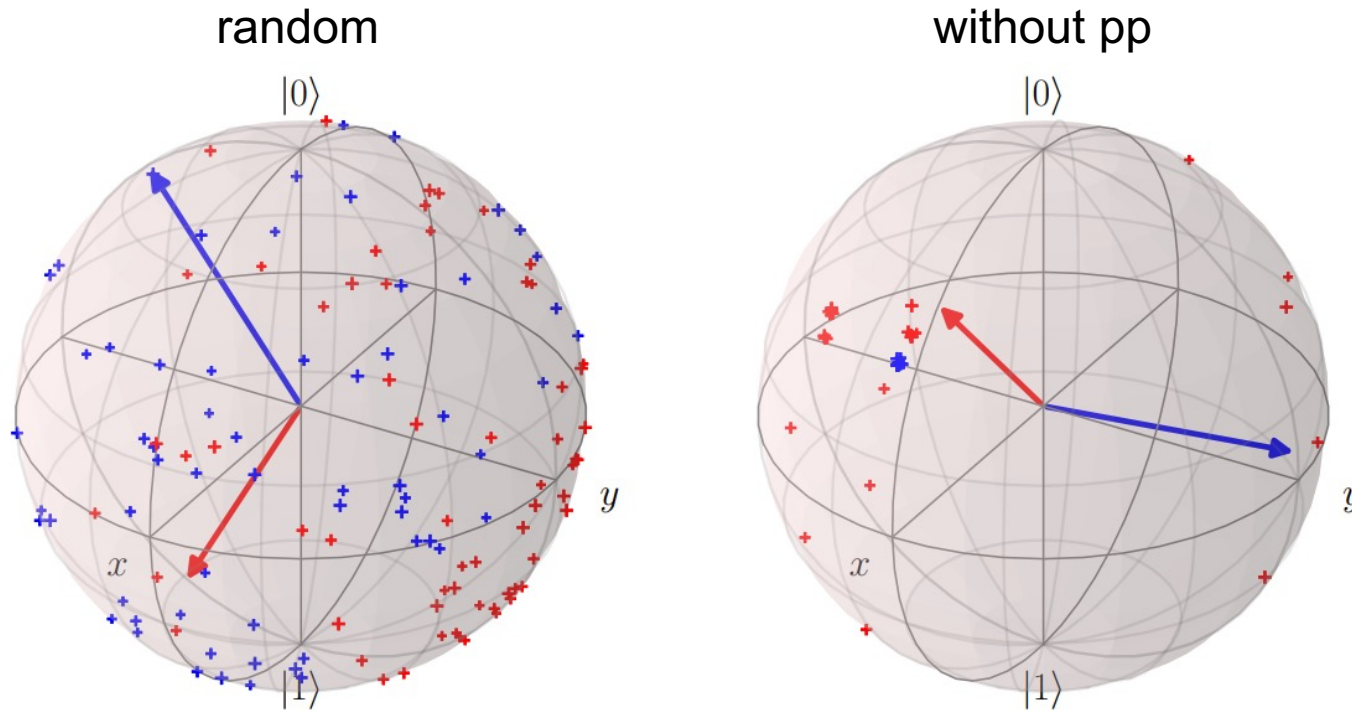 random
without pp
|0⟩
|0⟩
y
y
x
x
|1⟩
|1⟩